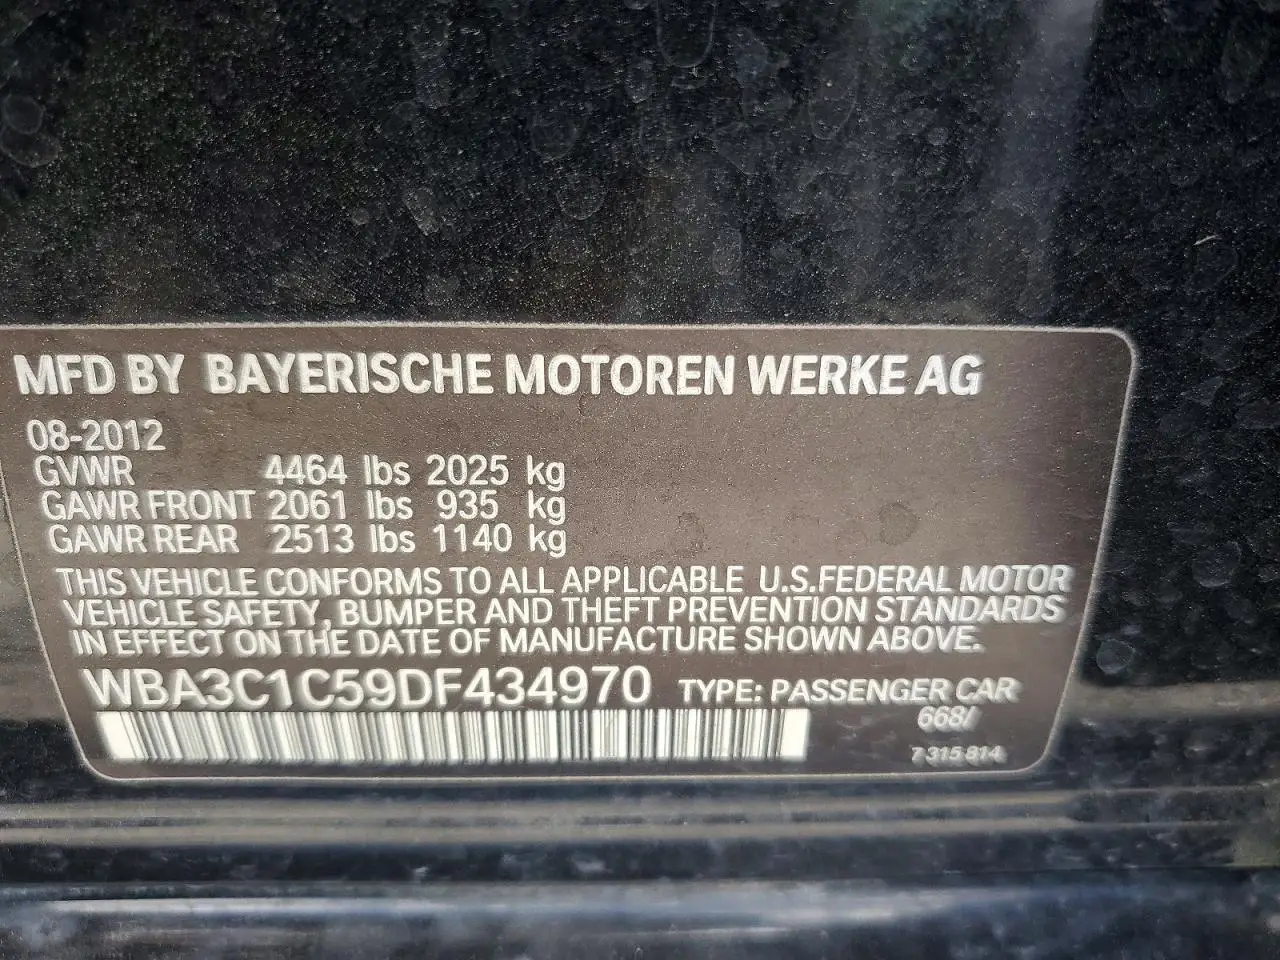 MFD BY BAYERISCHE MOTOREN WERKE AG
08-2012
GVWR 4464 lbs 2025 kg
GAWR FRONT 2061 lbs 935 kg
GAWR REAR 2513 lbs 1140 kg
THIS VEHICLE CONFORMS TO ALL APPLICABLE U.S.FEDERAL MOTOR
VEHICLE SAFETY, BUMPER AND THEFT PREVENTION STANDARDS
IN EFFECT ON THE DATE OF MANUFACTURE SHOWN ABOVE.
WBA3C1C59DF434970 TYPE: PASSENGER CAR
668/
7 315 814